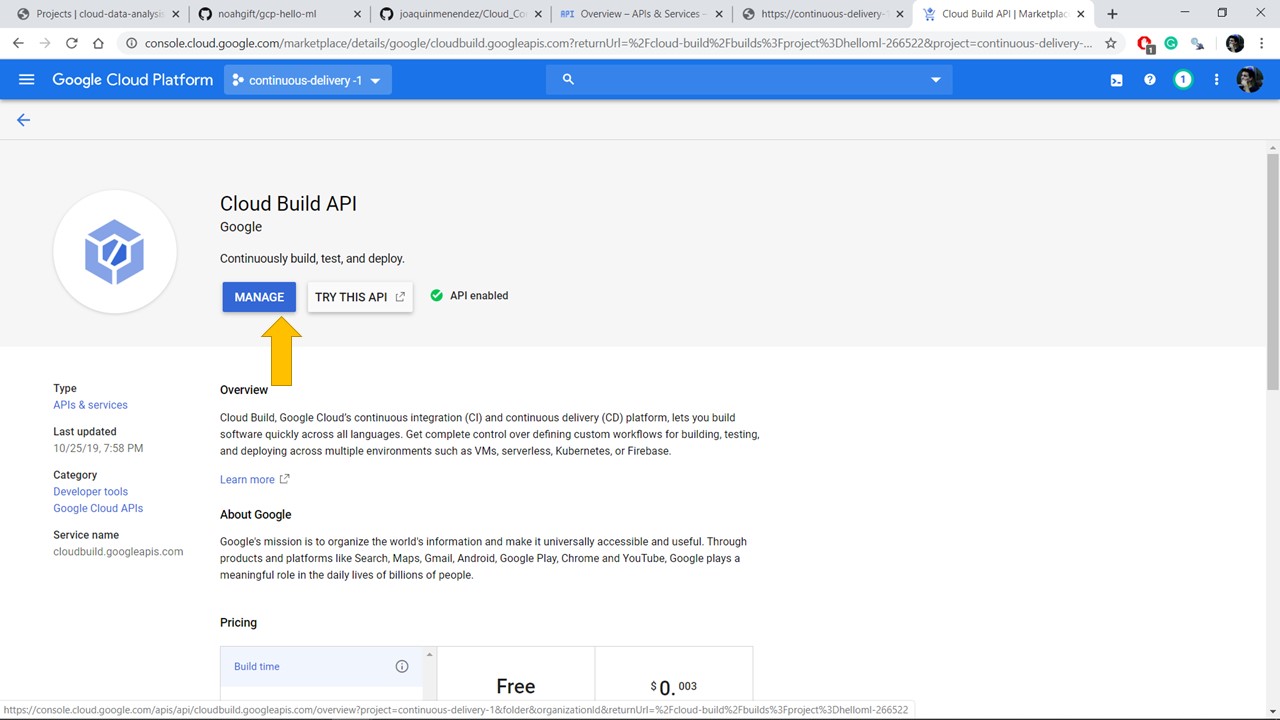 Projects | cloud-data-analysis
noahgift/gcp-hello-ml
joaquinmenendez/Cloud_Co
API Overview – APIs & Services –
https://continuous-delivery-1
Cloud Build API | Marketplace
console.cloud.google.com/marketplace/details/google/cloudbuild.googleapis.com?returnUrl=%2Fcloud-build%2Fbuilds%3Fproject%3Dhelloml-266522&project=continuous-delivery-...
1
Google Cloud Platform
continuous-delivery -1
1
Cloud Build API
Google
Continuously build, test, and deploy.
MANAGE
TRY THIS API
API enabled
Type
APIs & services
Last updated
10/25/19, 7:58 PM
Category
Developer tools
Google Cloud APIs
Service name
cloudbuild.googleapis.com
Overview
Cloud Build, Google Cloud's continuous integration (CI) and continuous delivery (CD) platform, lets you build
software quickly across all languages. Get complete control over defining custom workflows for building, testing,
and deploying across multiple environments such as VMs, serverless, Kubernetes, or Firebase.
Learn more
About Google
Google's mission is to organize the world's information and make it universally accessible and useful. Through
products and platforms like Search, Maps, Gmail, Android, Google Play, Chrome and YouTube, Google plays a
meaningful role in the daily lives of billions of people.
Pricing
Build time
Free
$0.003
https://console.cloud.google.com/apis/api/cloudbuild.googleapis.com/overview?project=continuous-delivery-1&folder&organizationId&returnUrl=%2Fcloud-build%2Fbuilds%3Fproject%3Dhelloml-266522